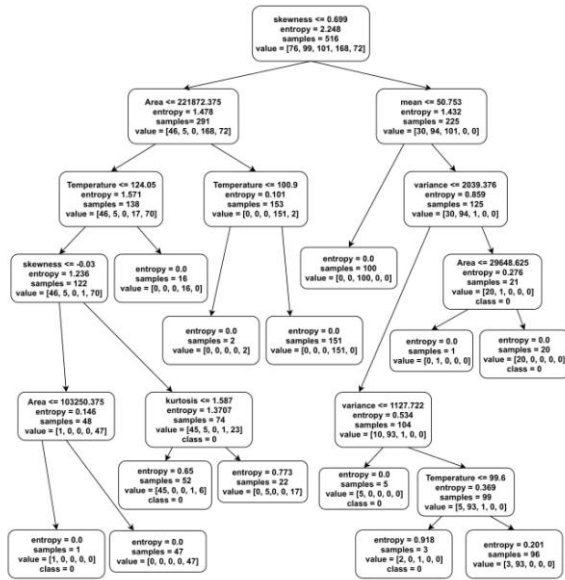 skewness <= 0.699
entropy = 2.248
samples = 516
value = [76, 99, 101, 168, 72]
Area <= 221872.375
entropy = 1.478
samples= 291
value = [46, 5, 0, 168, 72]
mean <= 50.753
entropy = 1.432
samples = 225
value = [30, 94, 101, 0, 0]
Temperature <= 124.05
entropy = 1.571
samples = 138
value = [46, 5, 0, 17, 70]
Temperature <= 100.9
entropy = 0.101
samples = 153
value = [0, 0, 0, 151, 2]
variance <= 2039.376
entropy = 0.859
samples = 125
value = [30, 94, 1, 0, 0]
skewness <= -0.03
entropy = 1.236
samples = 122
[46, 5, 0, 1, 70]
entropy = 0.0
samples = 16
value = [0, 0, 0, 16, 0]
entropy = 0.0
samples = 100
value = [0, 0, 100, 0, 0]
Area <= 29648.625
entropy = 0.276
samples = 21
[20, 1, 0, 0, 0]
class = 0
entropy = 0.0
samples = 2
value = [0, 0, 0, 0, 2]
entropy = 0.0
samples = 151
value = [0, 0, 0, 151, 0]
entropy = 0.0
samples = 1
value = [0, 1, 0, 0, 0]
entropy = 0.0
samples = 20
value = [20, 0, 0, 0, 0]
class = 0
Area <= 103250.375
entropy = 0.146
samples = 48
value = [1, 0, 0, 0, 47]
kurtosis <= 1.587
entropy = 1.3707
samples = 74
[45, 5, 0, 1, 23]
class = 0
variance <= 1127.722
entropy = 0.534
samples = 104
[10, 93, 1, 0, 0]
entropy = 0.65
samples = 52
value = [45, 0, 0, 1, 6]
class = 0
entropy = 0.773
samples = 22
value = [0, 5,0, 0, 17]
entropy = 0.0
samples = 5
value = [5, 0, 0, 0, 0]
class = 0
Temperature <= 99.6
entropy = 0.369
samples = 99
[5, 93, 1, 0, 0]
entropy = 0.0
samples = 1
value = [1, 0, 0, 0, 0]
class = 0
entropy = 0.0
samples = 47
value = [0, 0, 0, 0, 47]
entropy = 0.918
samples = 3
value = [2, 0, 1, 0, 0]
class = 0
entropy = 0.201
samples = 96
value = [3, 93, 0, 0, 0]